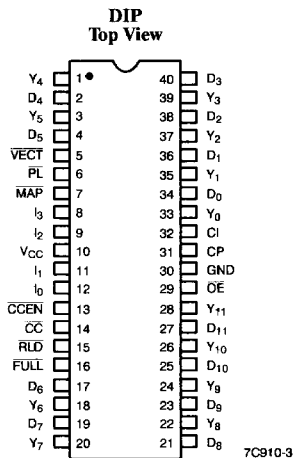 DIP
Top View
Y4 1 40 D3
D4 2 39 Y3
Y5 3 38 D2
D5 4 37 Y2
VECT 5 36 D1
PL 6 35 Y1
MAP 7 34 D0
I3 8 33 Y0
I2 9 32 CI
VCC 10 31 CP
I1 11 30 GND
I0 12 29 OE
CCEN 13 28 Y11
CC 14 27 D11
RLD 15 26 Y10
FULL 16 25 D10
D6 17 24 Y9
Y6 18 23 D9
D7 19 22 Y8
Y7 20 21 D8
7C910-3